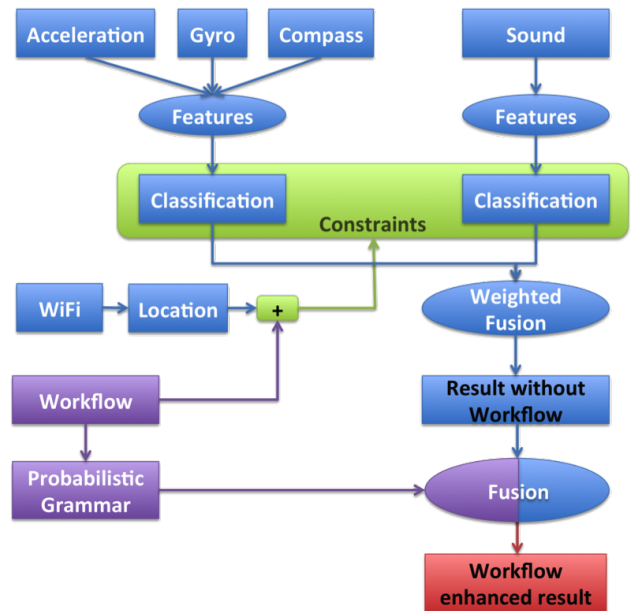 Acceleration
Gyro
Compass
Sound
Features
Features
Classification
Classification
Constraints
WiFi
Location
+
Weighted
Fusion
Workflow
Result without
Workflow
Probabilistic
Grammar
Fusion
Workflow
enhanced result